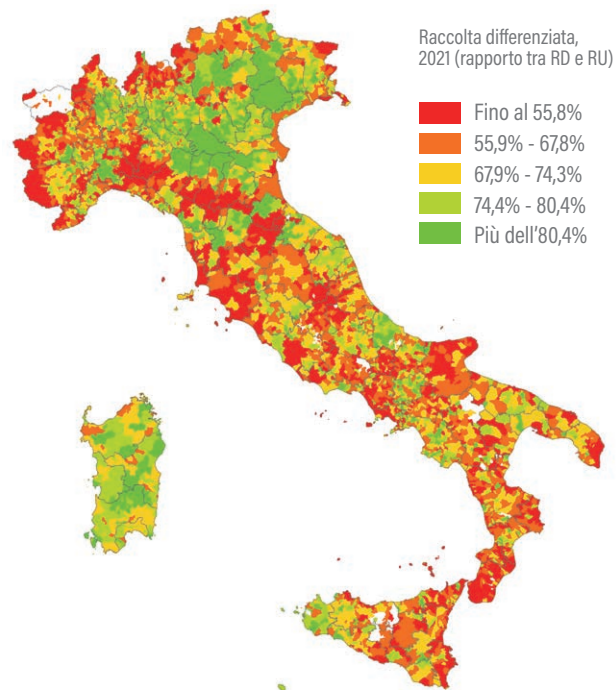 Raccolta differenziata,
2021 (rapporto tra RD e RU)
Fino al 55,8%
55,9% - 67,8%
67,9% - 74,3%
74,4% - 80,4%
Più dell'80,4%